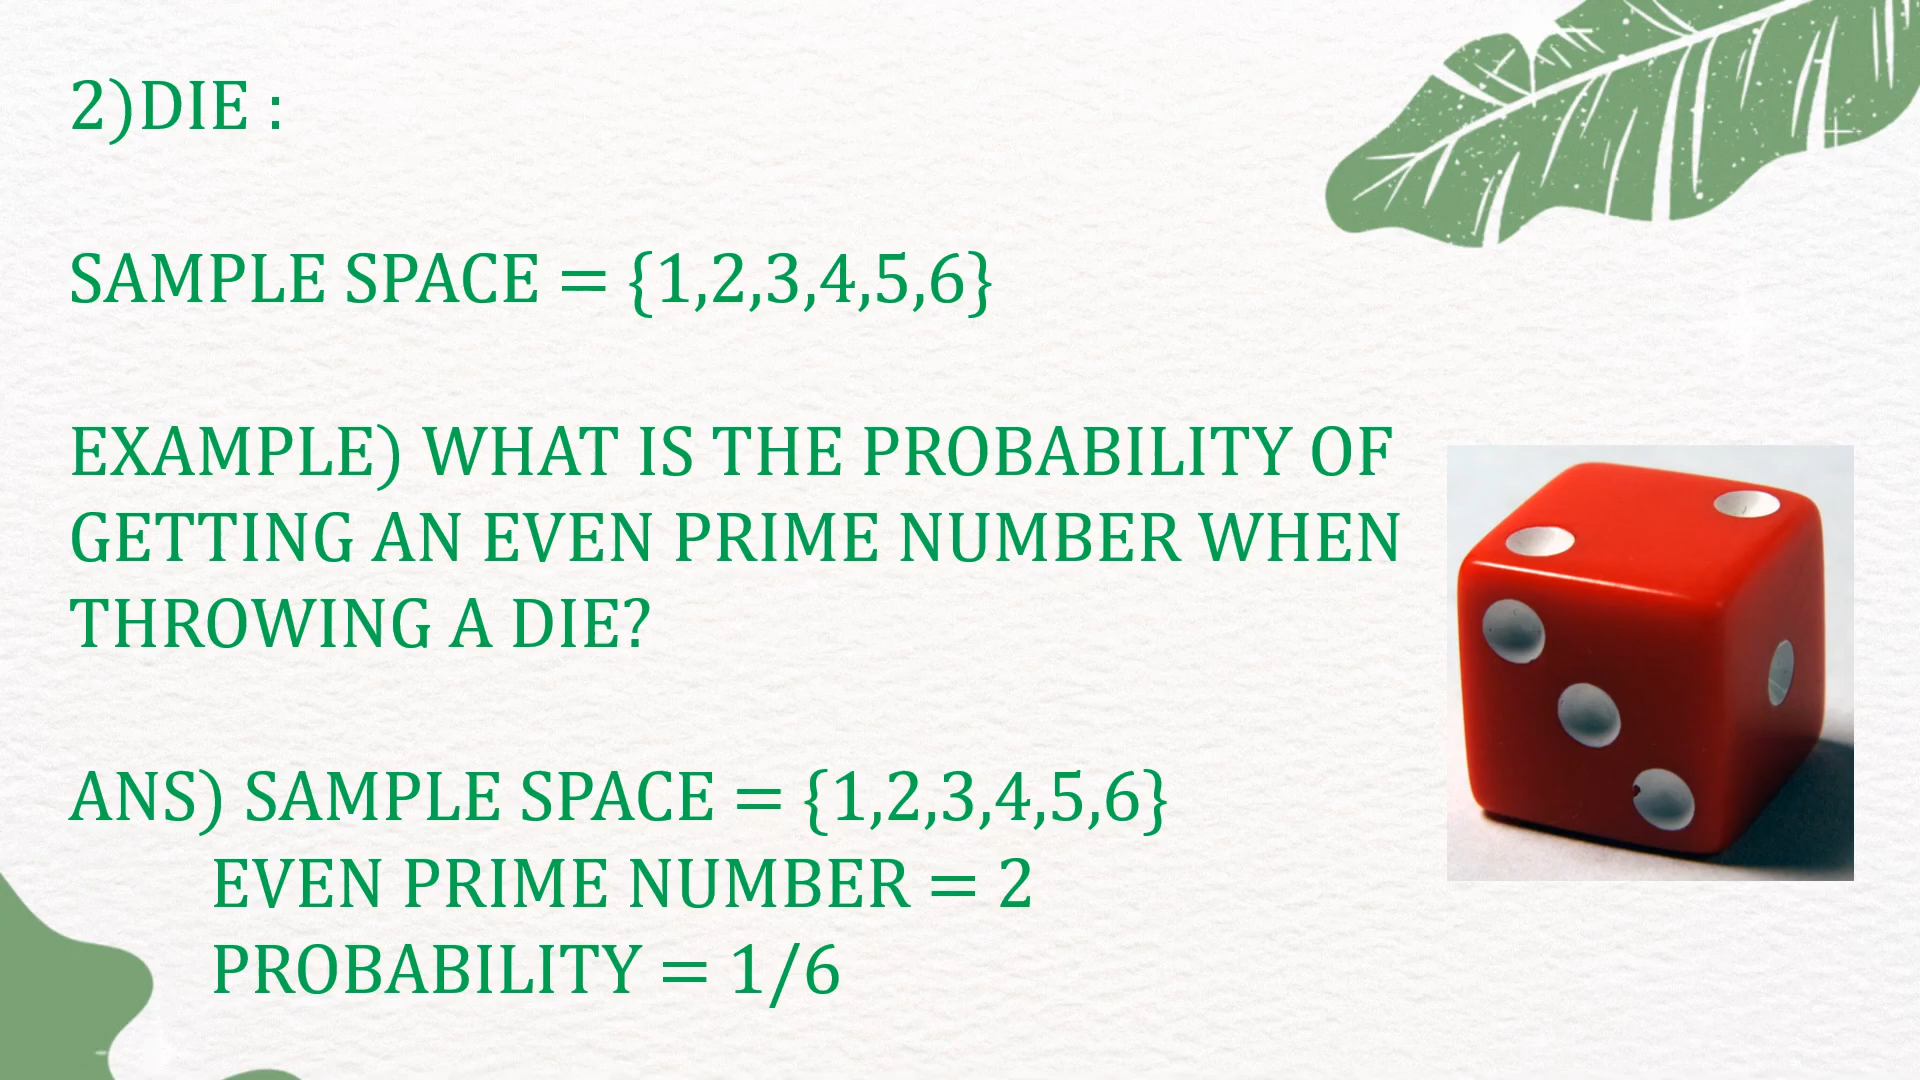 2)DIE :
SAMPLE SPACE = {1,2,3,4,5,6}
EXAMPLE) WHAT IS THE PROBABILITY OF
GETTING AN EVEN PRIME NUMBER WHEN
THROWING A DIE?
ANS) SAMPLE SPACE = {1,2,3,4,5,6}
EVEN PRIME NUMBER = 2
PROBABILITY = 1/6